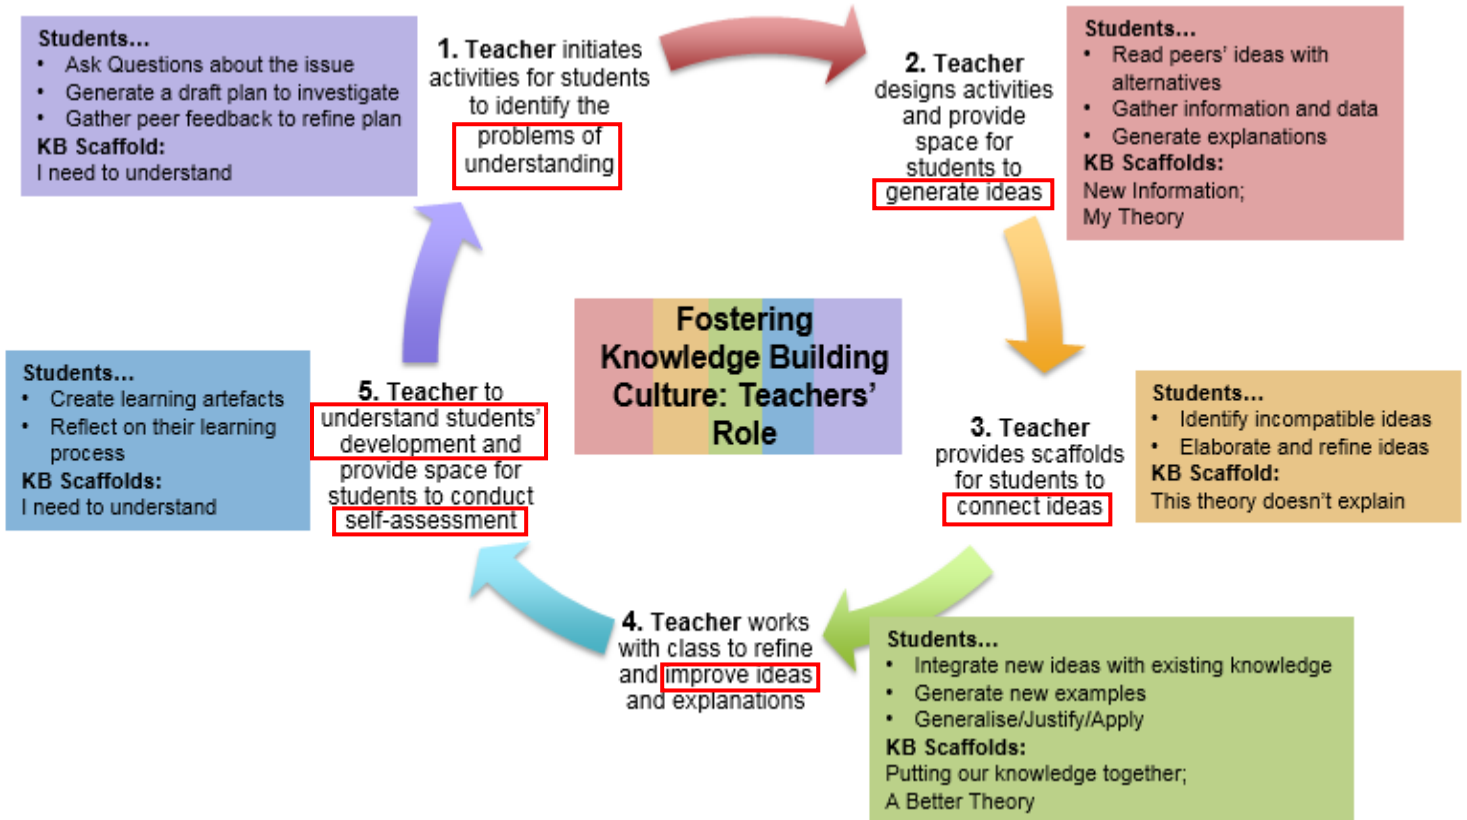 Students...
• Ask Questions about the issue
• Generate a draft plan to investigate
• Gather peer feedback to refine plan
KB Scaffold:
I need to understand
1. Teacher initiates
activities for students
to identify the
problems of
understanding
2. Teacher
designs activities
and provide
space for
students to
generate ideas
Students...
• Read peers' ideas with
alternatives
• Gather information and data
• Generate explanations
KB Scaffolds:
New Information;
My Theory
Fostering
Knowledge Building
Culture: Teachers'
Role
3. Teacher
provides scaffolds
for students to
connect ideas
Students...
• Identify incompatible ideas
• Elaborate and refine ideas
KB Scaffold:
This theory doesn't explain
4. Teacher works
with class to refine
and improve ideas
and explanations
Students...
• Integrate new ideas with existing knowledge
• Generate new examples
• Generalise/Justify/Apply
KB Scaffolds:
Putting our knowledge together;
A Better Theory
5. Teacher to
understand students'
development and
provide space for
students to conduct
self-assessment
Students...
• Create learning artefacts
• Reflect on their learning
process
KB Scaffolds:
I need to understand